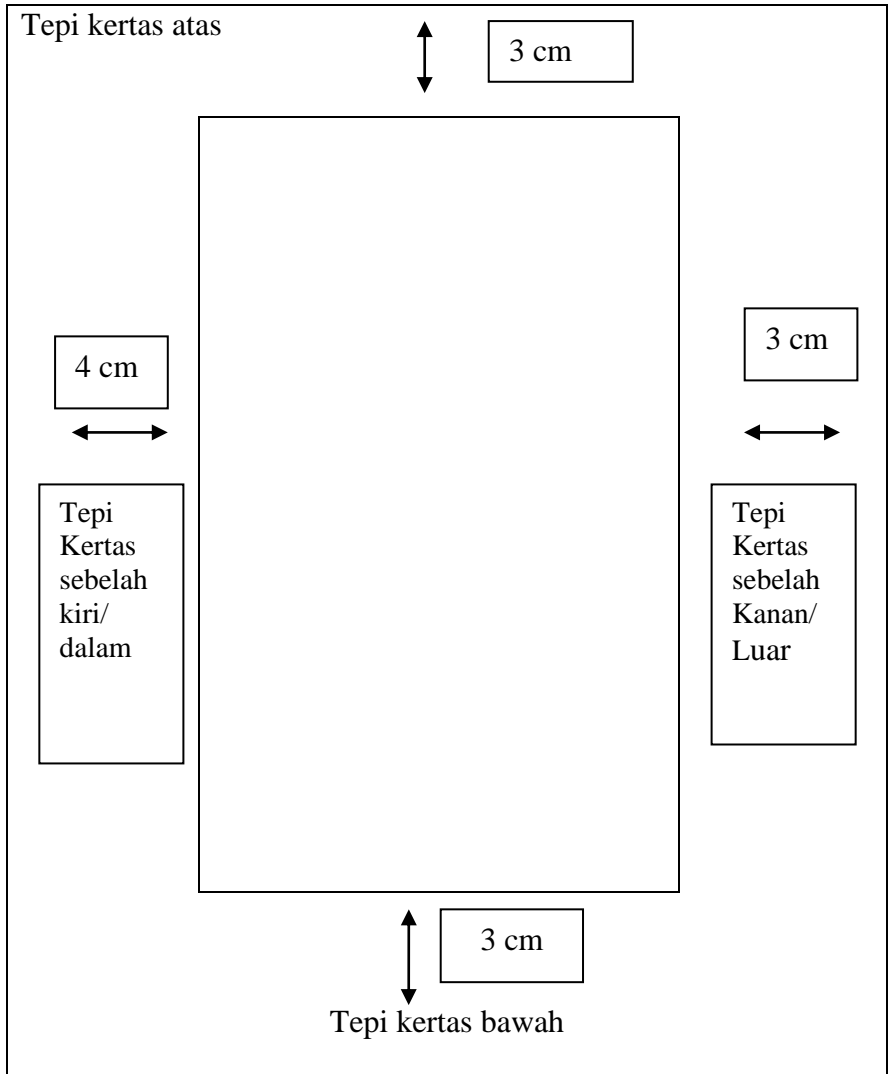 Tepi kertas atas
3 cm
4 cm
3 cm
Tepi
Kertas
sebelah
kiri/
dalam
Tepi
Kertas
sebelah
Kanan/
Luar
3 cm
Tepi kertas bawah